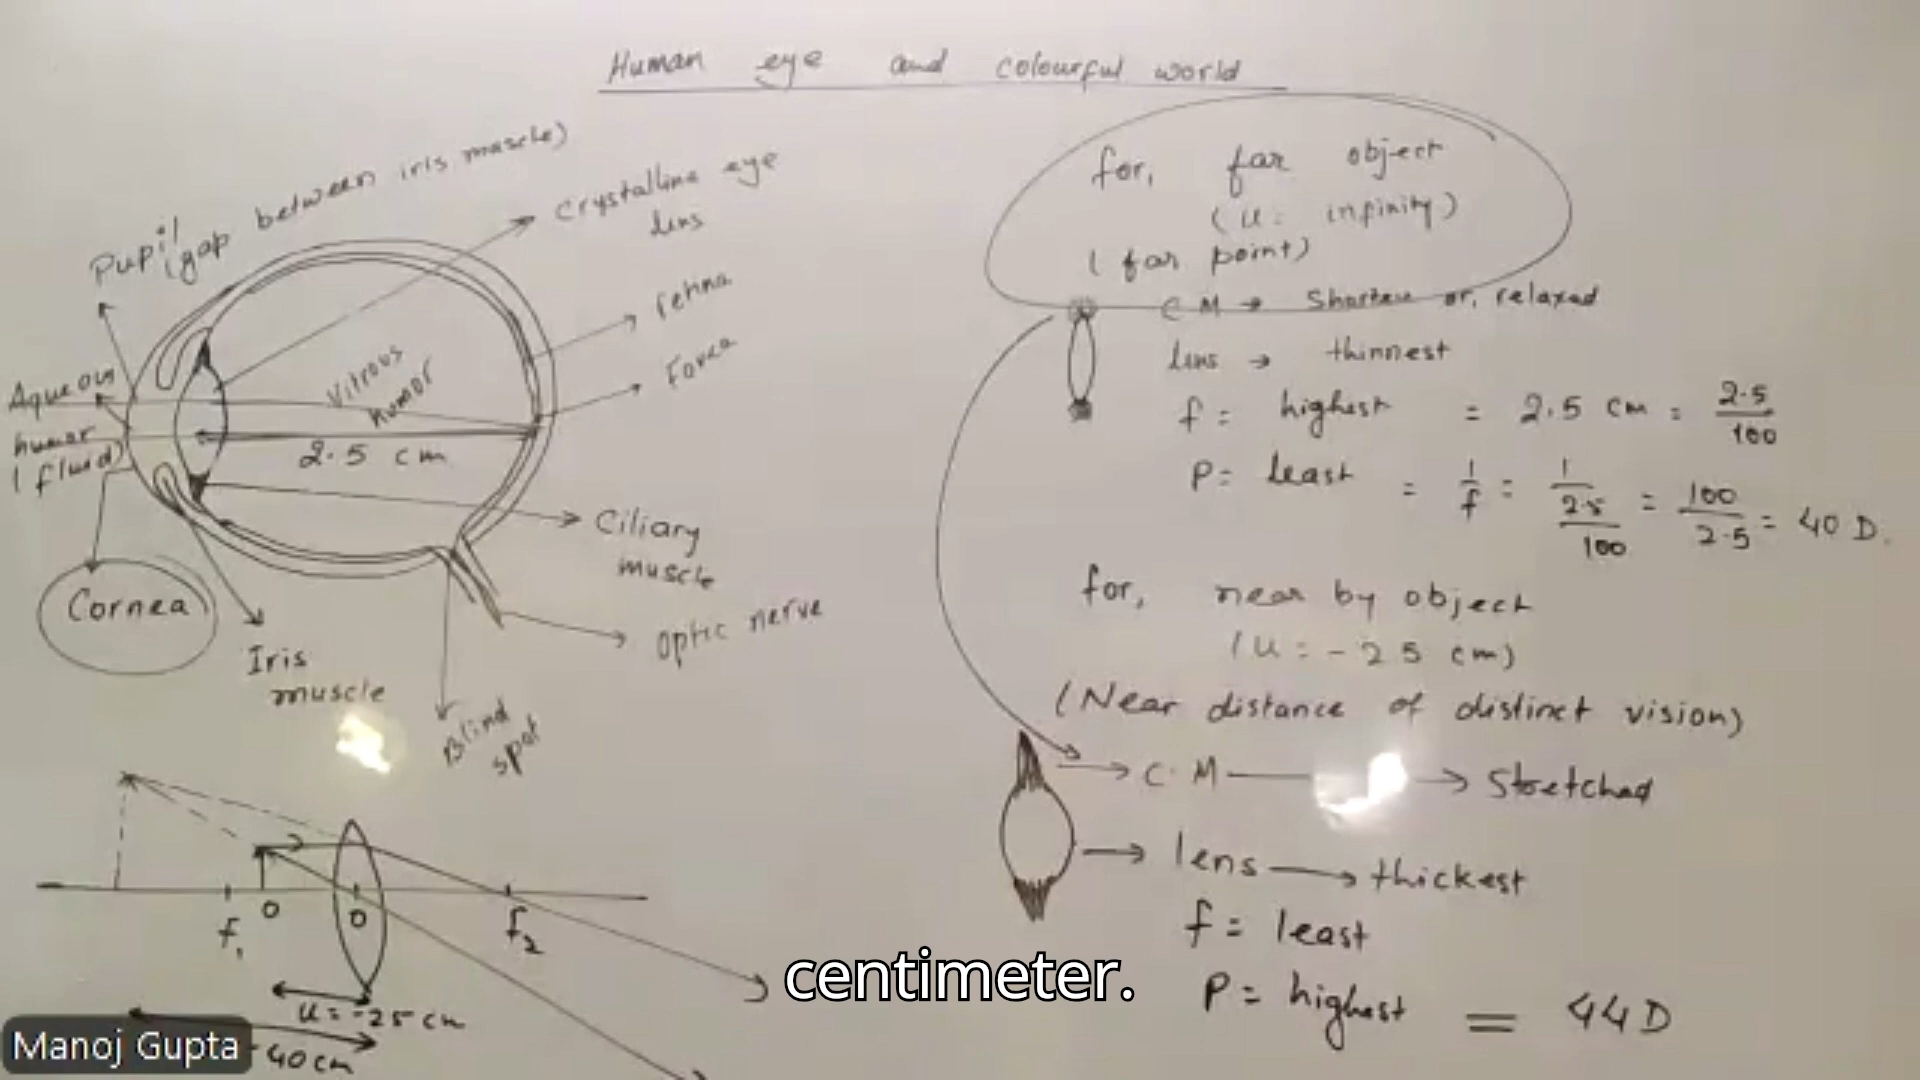 Human eye and colourful world
Pupil
(gap between iris muscle)
Crystalline eye
lens
retina
Fovea
Vitrous
humor
Aqueous
humor
(fluid)
2.5 cm
Ciliary
muscle
Cornea
Iris
muscle
Optic nerve
Blind
spot
f₁
O
O
f₂
u = -25 cm
-40 cm
for, far object
(u = infinity)
(far point)
C M → Shorten or, relaxed
lens → thinnest
f = highest = 2.5 cm = 2.5/100
P = least = 1/f = 1/(2.5/100) = 100/2.5 = 40 D.
for, near by object
(u = -25 cm)
(Near distance of distinct vision)
→ C.M → Stretched
→ lens → thickest
f = least
P = highest = 44 D
centimeter.
Manoj Gupta